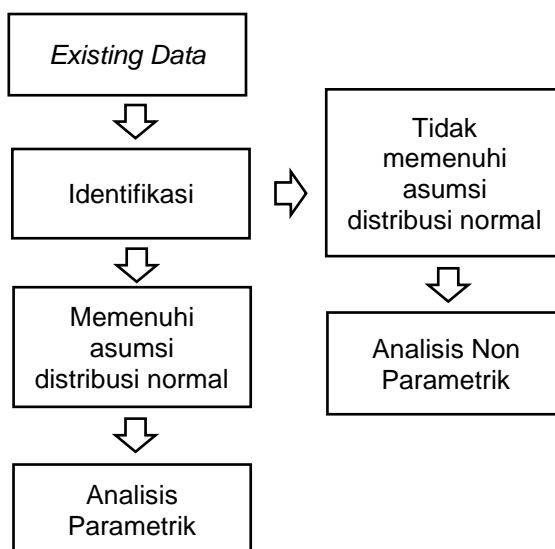 Existing Data
Identifikasi
Memenuhi
asumsi
distribusi normal
Analisis
Parametrik
Tidak
memenuhi
asumsi
distribusi normal
Analisis Non
Parametrik